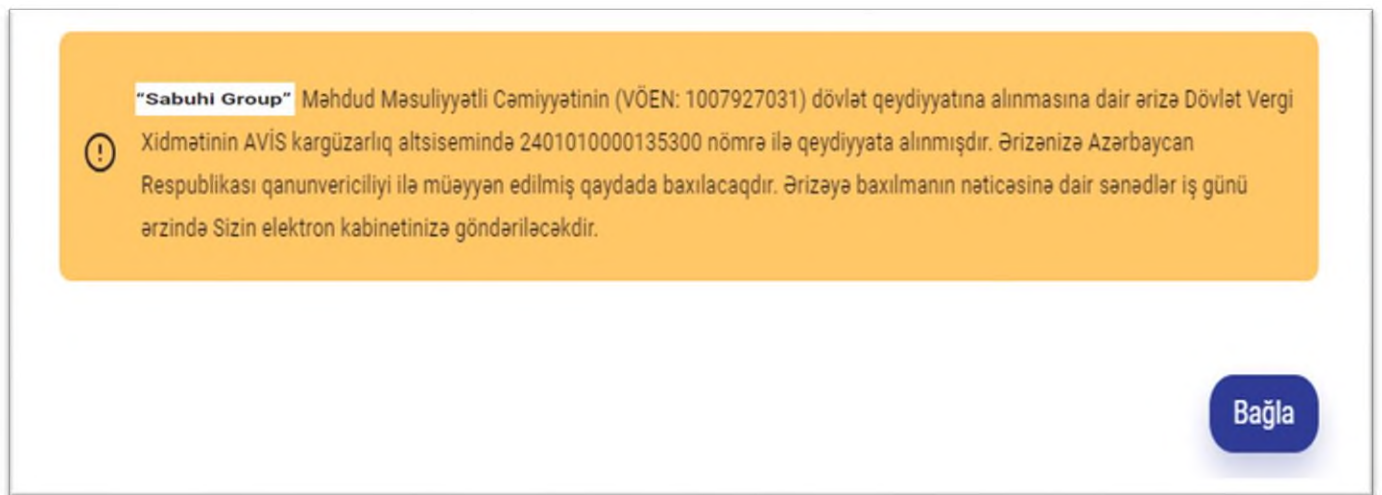 “Sabuhi Group” Məhdud Məsuliyyətli Cəmiyyətinin (VÖEN: 1007927031) dövlət qeydiyyatına alınmasına dair ərizə Dövlət Vergi
Xidmətinin AVİS kargüzarlıq altsisemində 2401010000135300 nömrə ilə qeydiyyata alınmışdır. Ərizənizə Azərbaycan
Respublikası qanunvericiliyi ilə müəyyən edilmiş qaydada baxılacaqdır. Ərizəyə baxılmanın nəticəsinə dair sənədlər iş günü
ərzində Sizin elektron kabinetinizə göndəriləcəkdir.
Bağla